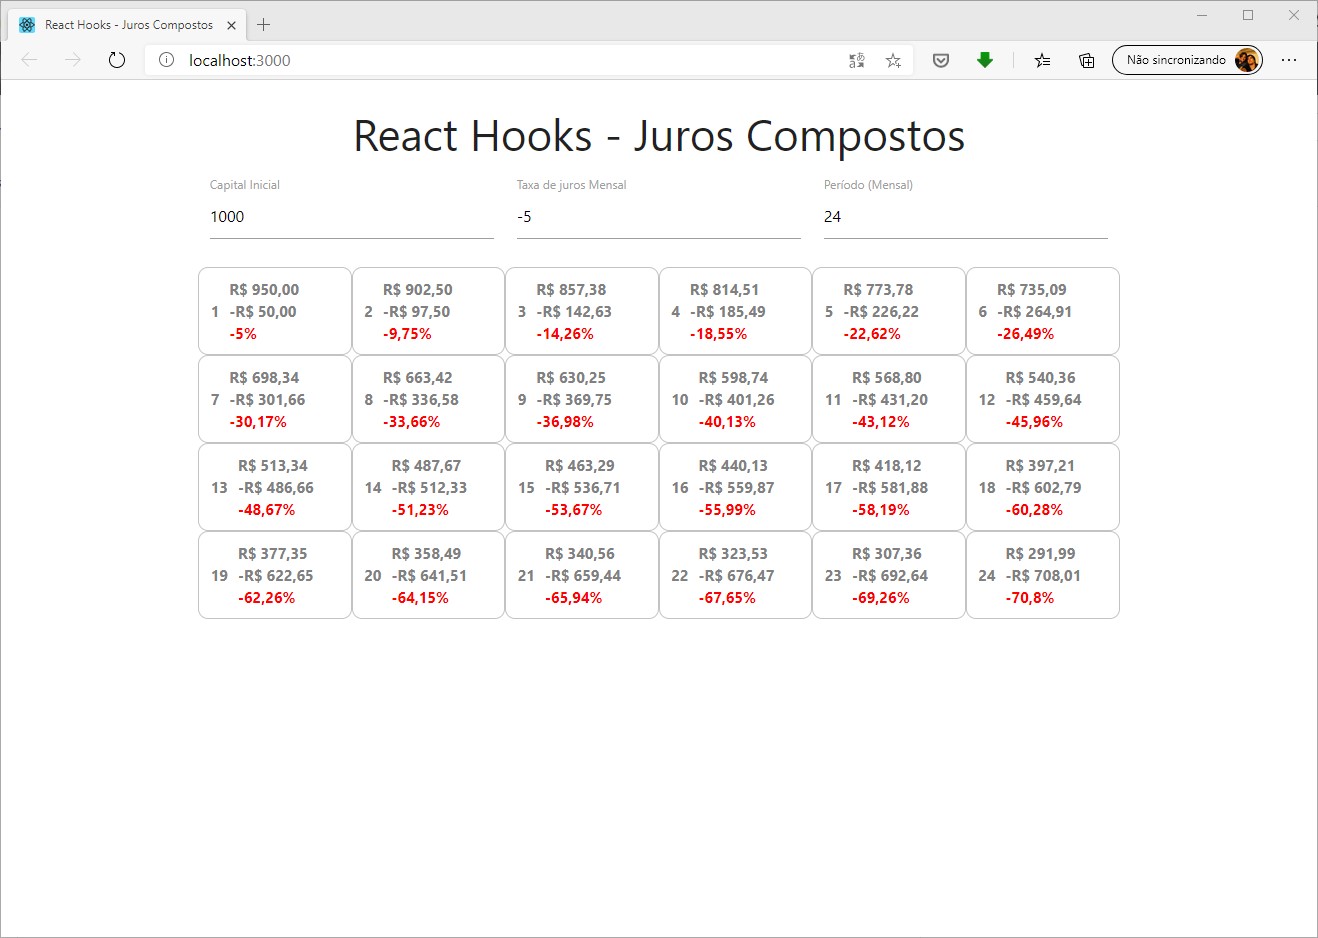 React Hooks - Juros Compostos
localhost:3000
Não sincronizando
React Hooks - Juros Compostos
Capital Inicial
Taxa de juros Mensal
Período (Mensal)
1000
-5
24
1
R$ 950,00
-R$ 50,00
-5%
2
R$ 902,50
-R$ 97,50
-9,75%
3
R$ 857,38
-R$ 142,63
-14,26%
4
R$ 814,51
-R$ 185,49
-18,55%
5
R$ 773,78
-R$ 226,22
-22,62%
6
R$ 735,09
-R$ 264,91
-26,49%
7
R$ 698,34
-R$ 301,66
-30,17%
8
R$ 663,42
-R$ 336,58
-33,66%
9
R$ 630,25
-R$ 369,75
-36,98%
10
R$ 598,74
-R$ 401,26
-40,13%
11
R$ 568,80
-R$ 431,20
-43,12%
12
R$ 540,36
-R$ 459,64
-45,96%
13
R$ 513,34
-R$ 486,66
-48,67%
14
R$ 487,67
-R$ 512,33
-51,23%
15
R$ 463,29
-R$ 536,71
-53,67%
16
R$ 440,13
-R$ 559,87
-55,99%
17
R$ 418,12
-R$ 581,88
-58,19%
18
R$ 397,21
-R$ 602,79
-60,28%
19
R$ 377,35
-R$ 622,65
-62,26%
20
R$ 358,49
-R$ 641,51
-64,15%
21
R$ 340,56
-R$ 659,44
-65,94%
22
R$ 323,53
-R$ 676,47
-67,65%
23
R$ 307,36
-R$ 692,64
-69,26%
24
R$ 291,99
-R$ 708,01
-70,8%